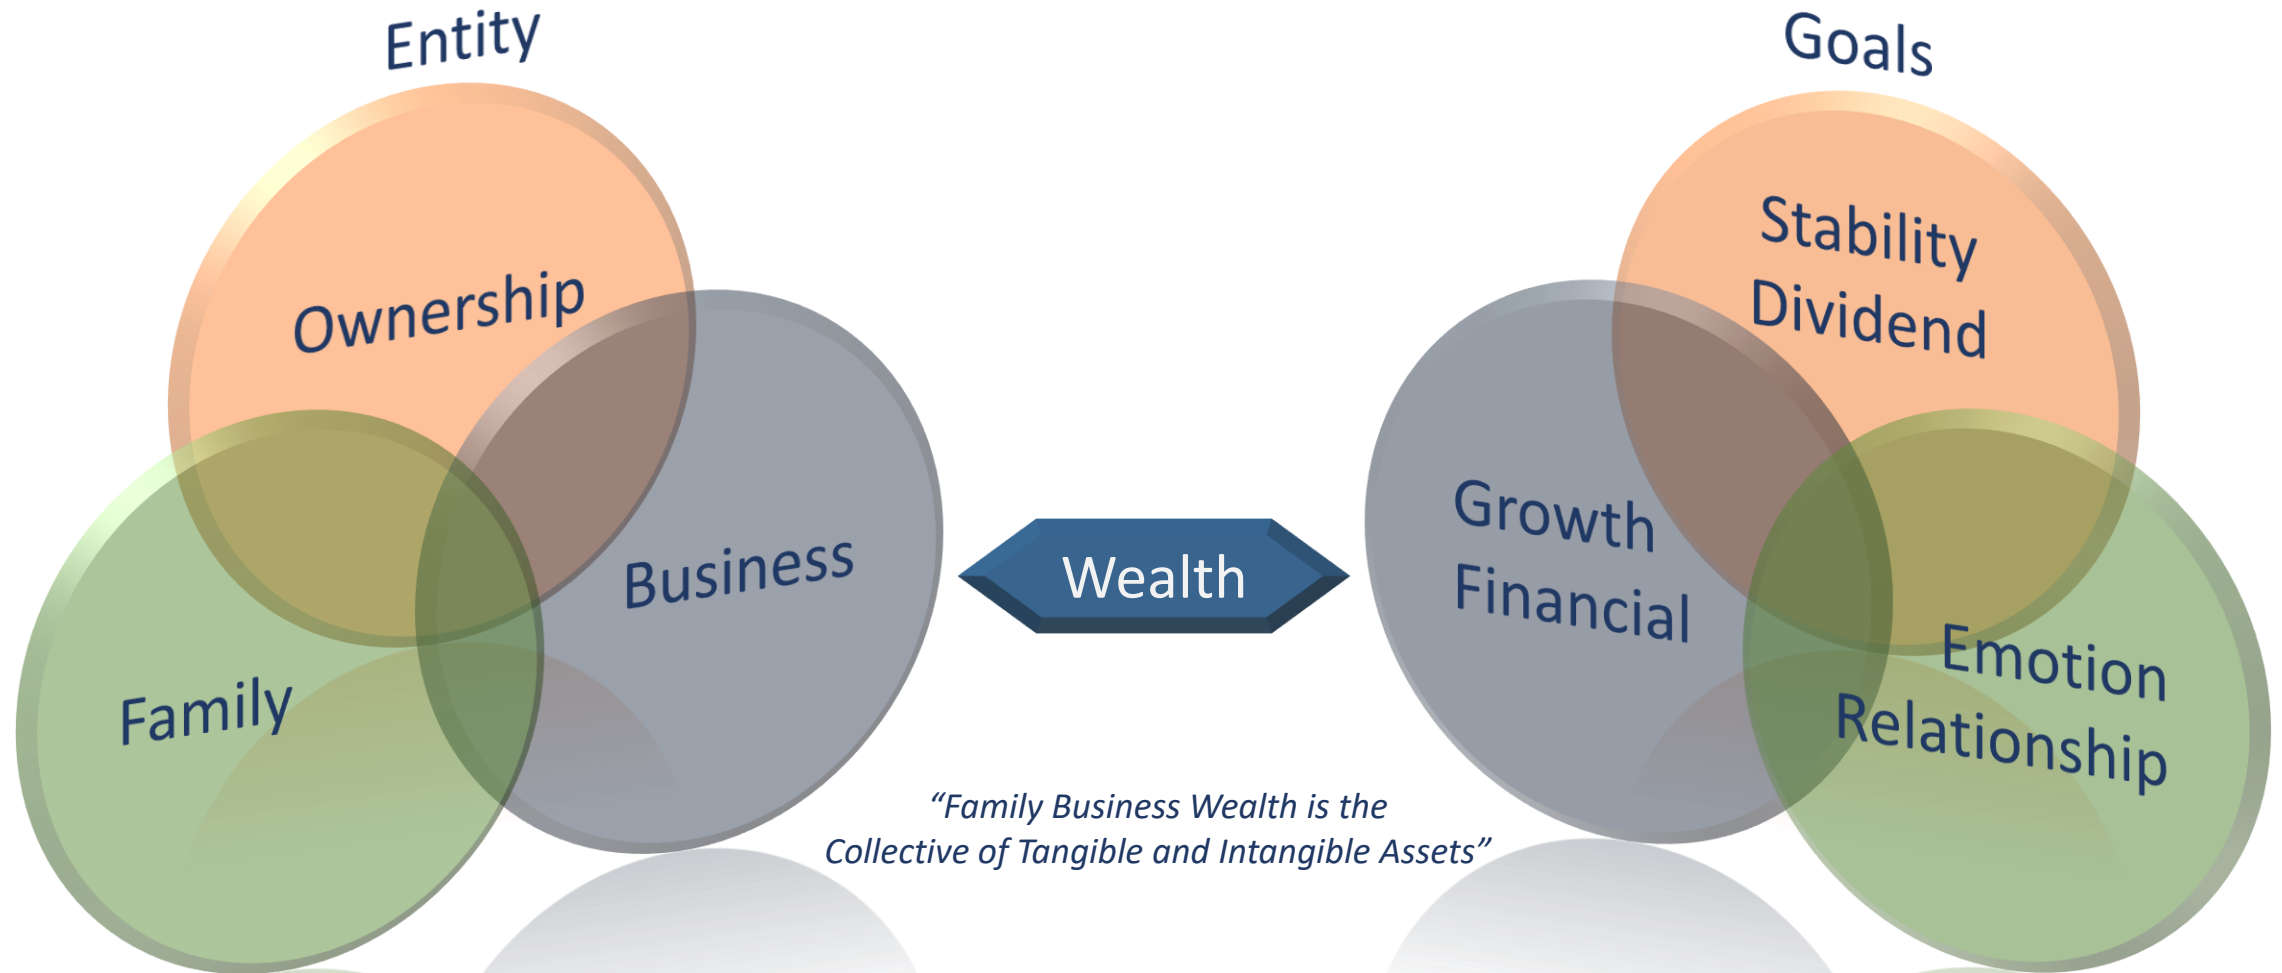 Entity
Ownership
Business
Family
Wealth
“Family Business Wealth is the
Collective of Tangible and Intangible Assets”
Goals
Stability
Dividend
Growth
Financial
Emotion
Relationship